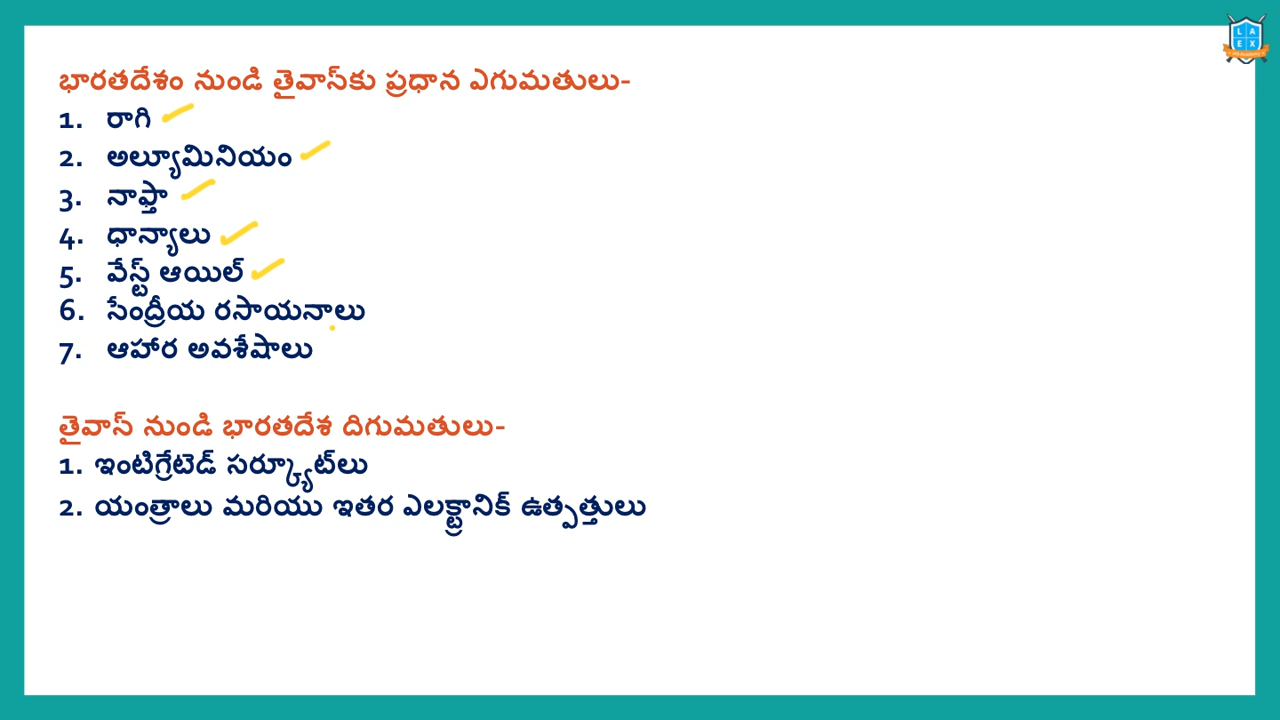 భారతదేశం నుండి తైవాన్‌కు ప్రధాన ఎగుమతులు-
1. రాగి
2. అల్యూమినియం
3. నాఫ్తా
4. ధాన్యాలు
5. వేస్ట్ ఆయిల్
6. సేంద్రీయ రసాయనాలు
7. ఆహార అవశేషాలు
తైవాన్ నుండి భారతదేశ దిగుమతులు-
1. ఇంటిగ్రేటెడ్ సర్క్యూట్‌లు
2. యంత్రాలు మరియు ఇతర ఎలక్ట్రానిక్ ఉత్పత్తులు
L A
E X